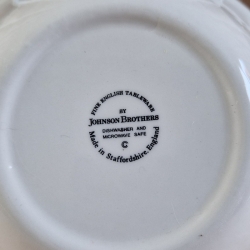 FINE ENGLISH TABLEWARE
BY
JOHNSON BROTHERS
DISHWASHER AND
MICROWAVE SAFE
C
Made in Staffordshire, England